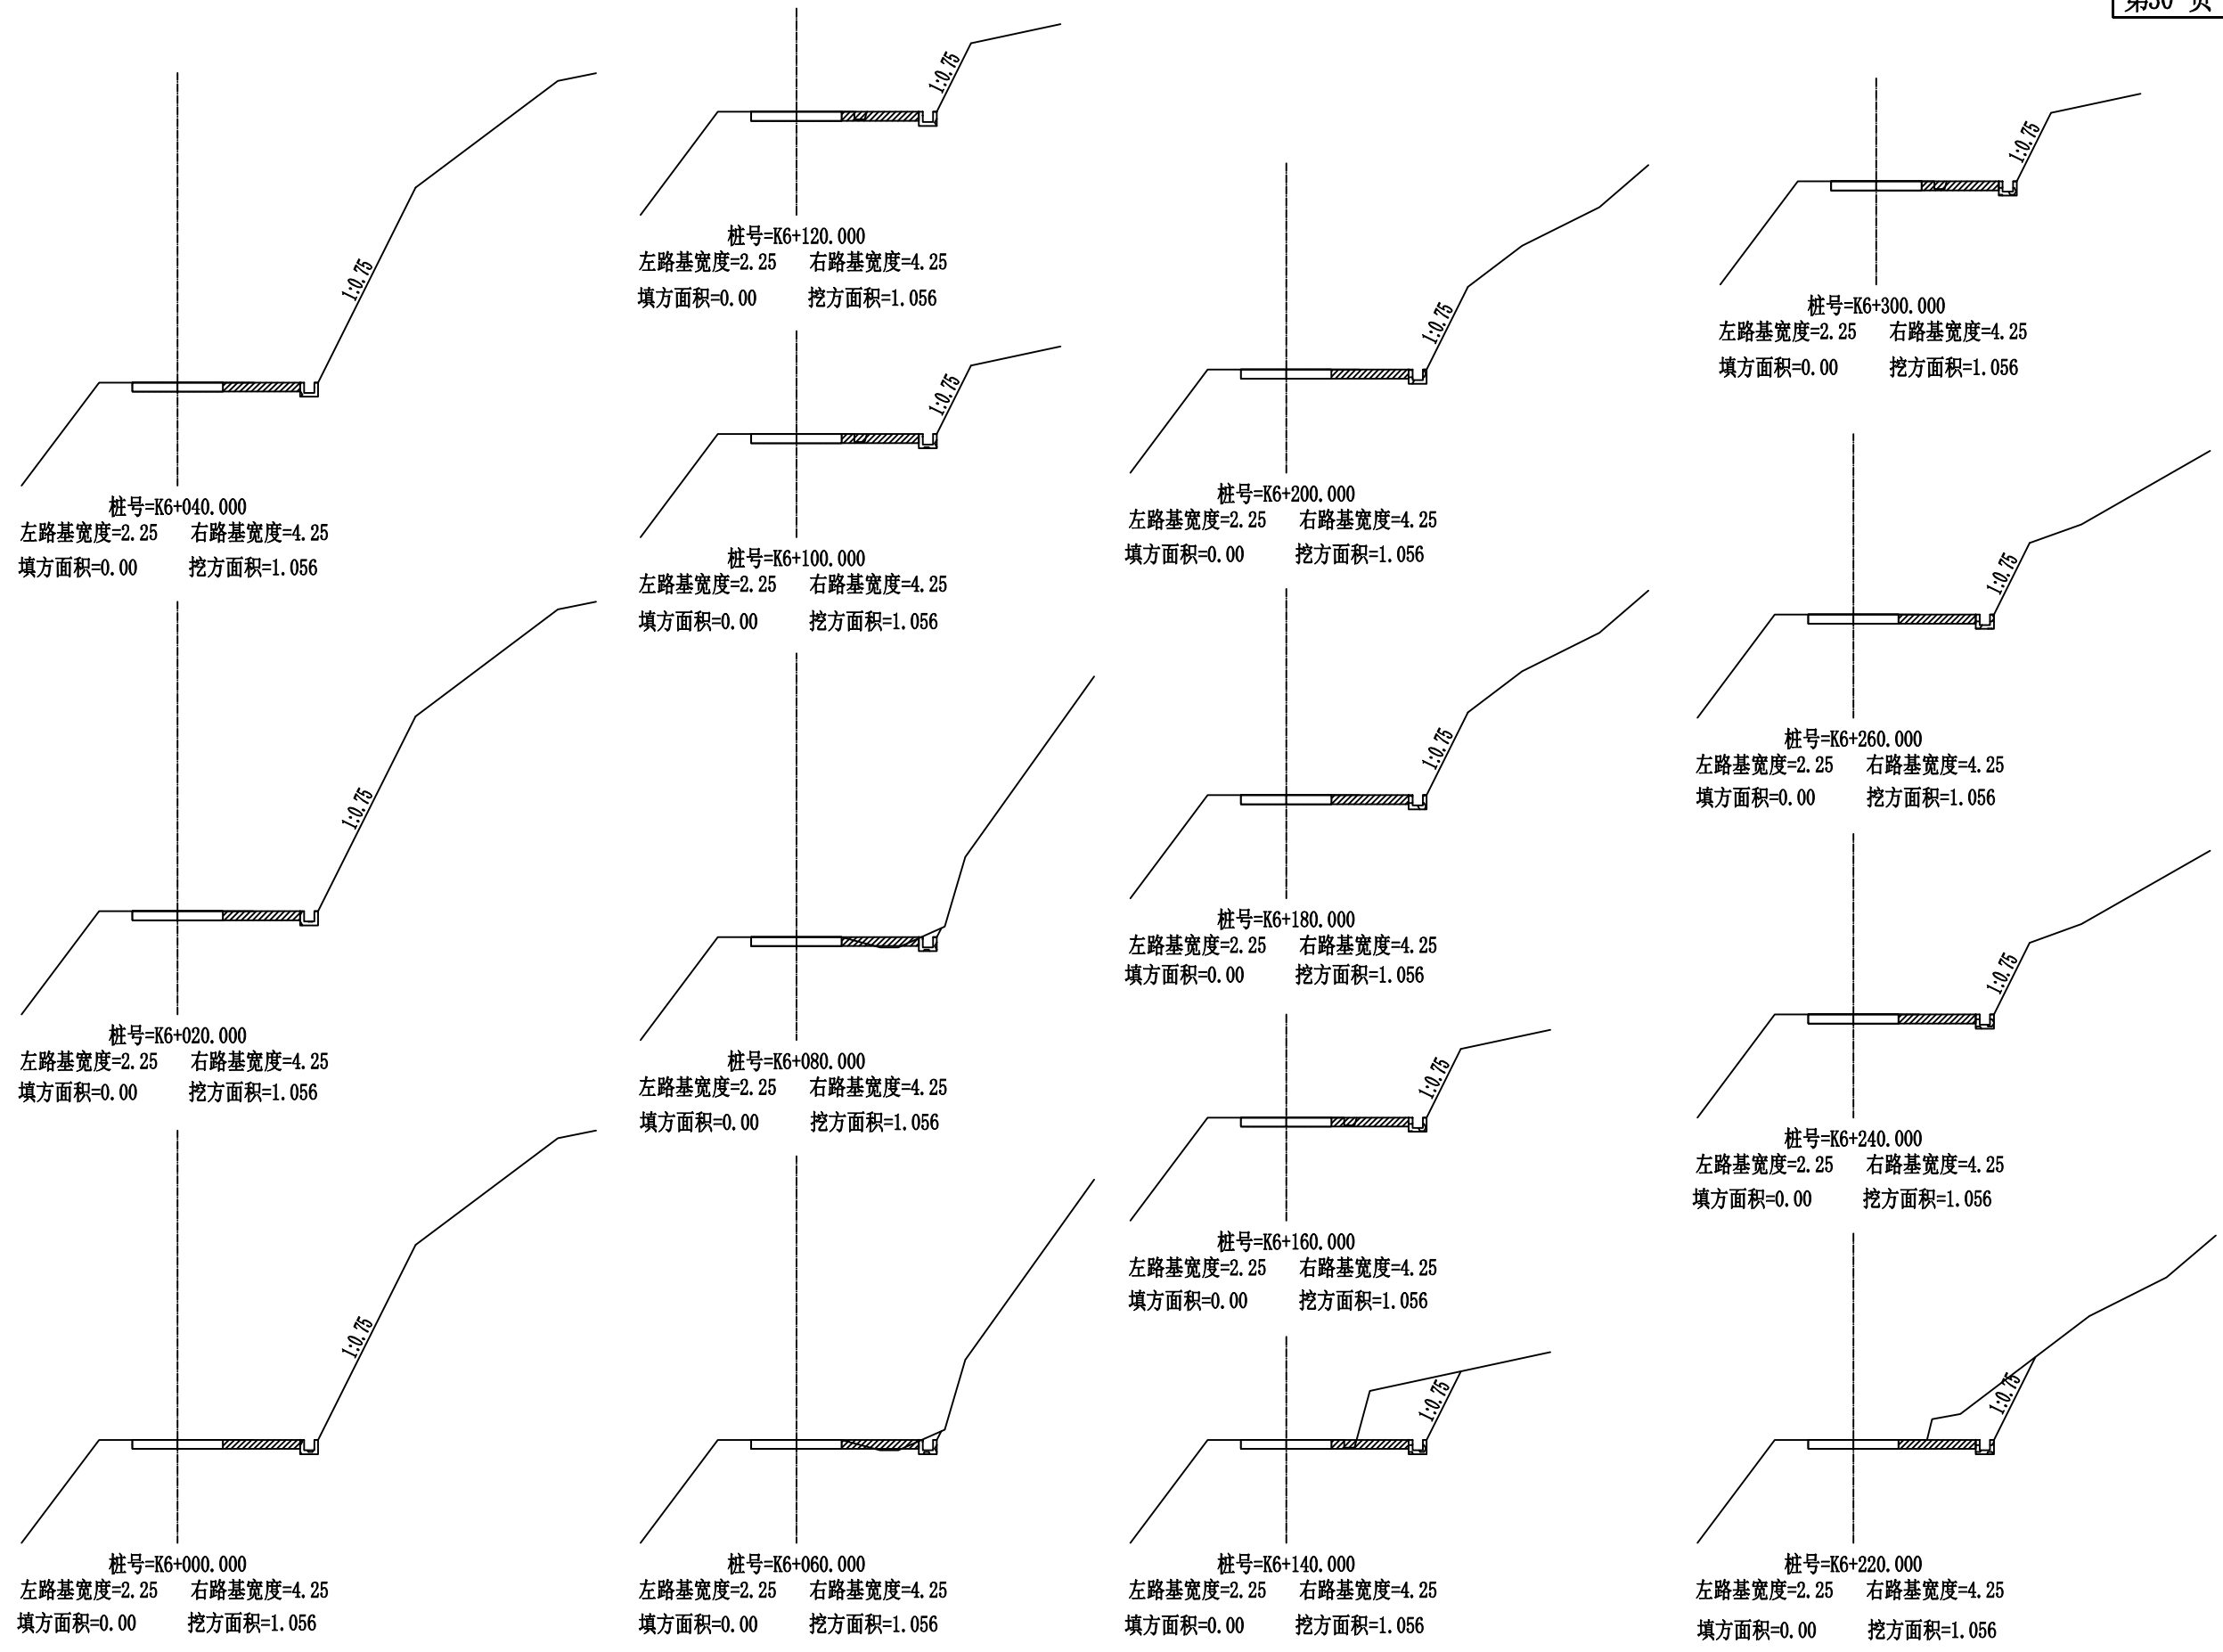 第30 页
1:0.75
桩号=K6+040.000
左路基宽度=2.25 右路基宽度=4.25
填方面积=0.00 挖方面积=1.056
1:0.75
桩号=K6+020.000
左路基宽度=2.25 右路基宽度=4.25
填方面积=0.00 挖方面积=1.056
1:0.75
桩号=K6+000.000
左路基宽度=2.25 右路基宽度=4.25
填方面积=0.00 挖方面积=1.056
1:0.75
桩号=K6+120.000
左路基宽度=2.25 右路基宽度=4.25
填方面积=0.00 挖方面积=1.056
1:0.75
桩号=K6+100.000
左路基宽度=2.25 右路基宽度=4.25
填方面积=0.00 挖方面积=1.056
桩号=K6+080.000
左路基宽度=2.25 右路基宽度=4.25
填方面积=0.00 挖方面积=1.056
桩号=K6+060.000
左路基宽度=2.25 右路基宽度=4.25
填方面积=0.00 挖方面积=1.056
1:0.75
桩号=K6+200.000
左路基宽度=2.25 右路基宽度=4.25
填方面积=0.00 挖方面积=1.056
1:0.75
桩号=K6+180.000
左路基宽度=2.25 右路基宽度=4.25
填方面积=0.00 挖方面积=1.056
1:0.75
桩号=K6+160.000
左路基宽度=2.25 右路基宽度=4.25
填方面积=0.00 挖方面积=1.056
1:0.75
桩号=K6+140.000
左路基宽度=2.25 右路基宽度=4.25
填方面积=0.00 挖方面积=1.056
1:0.75
桩号=K6+300.000
左路基宽度=2.25 右路基宽度=4.25
填方面积=0.00 挖方面积=1.056
1:0.75
桩号=K6+260.000
左路基宽度=2.25 右路基宽度=4.25
填方面积=0.00 挖方面积=1.056
1:0.75
桩号=K6+240.000
左路基宽度=2.25 右路基宽度=4.25
填方面积=0.00 挖方面积=1.056
1:0.75
桩号=K6+220.000
左路基宽度=2.25 右路基宽度=4.25
填方面积=0.00 挖方面积=1.056